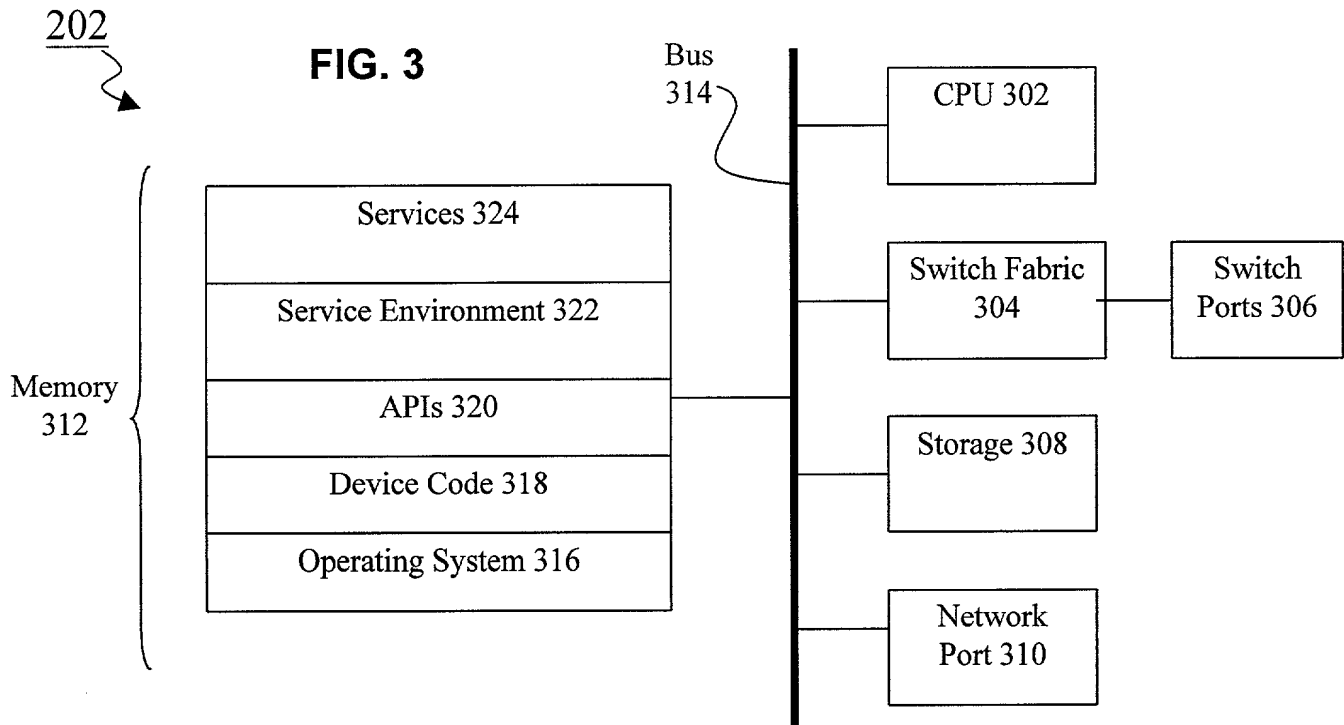 202
FIG. 3
Bus
314
CPU 302
Services 324
Service Environment 322
APIs 320
Device Code 318
Operating System 316
Memory
312
Switch Fabric
304
Switch
Ports 306
Storage 308
Network
Port 310